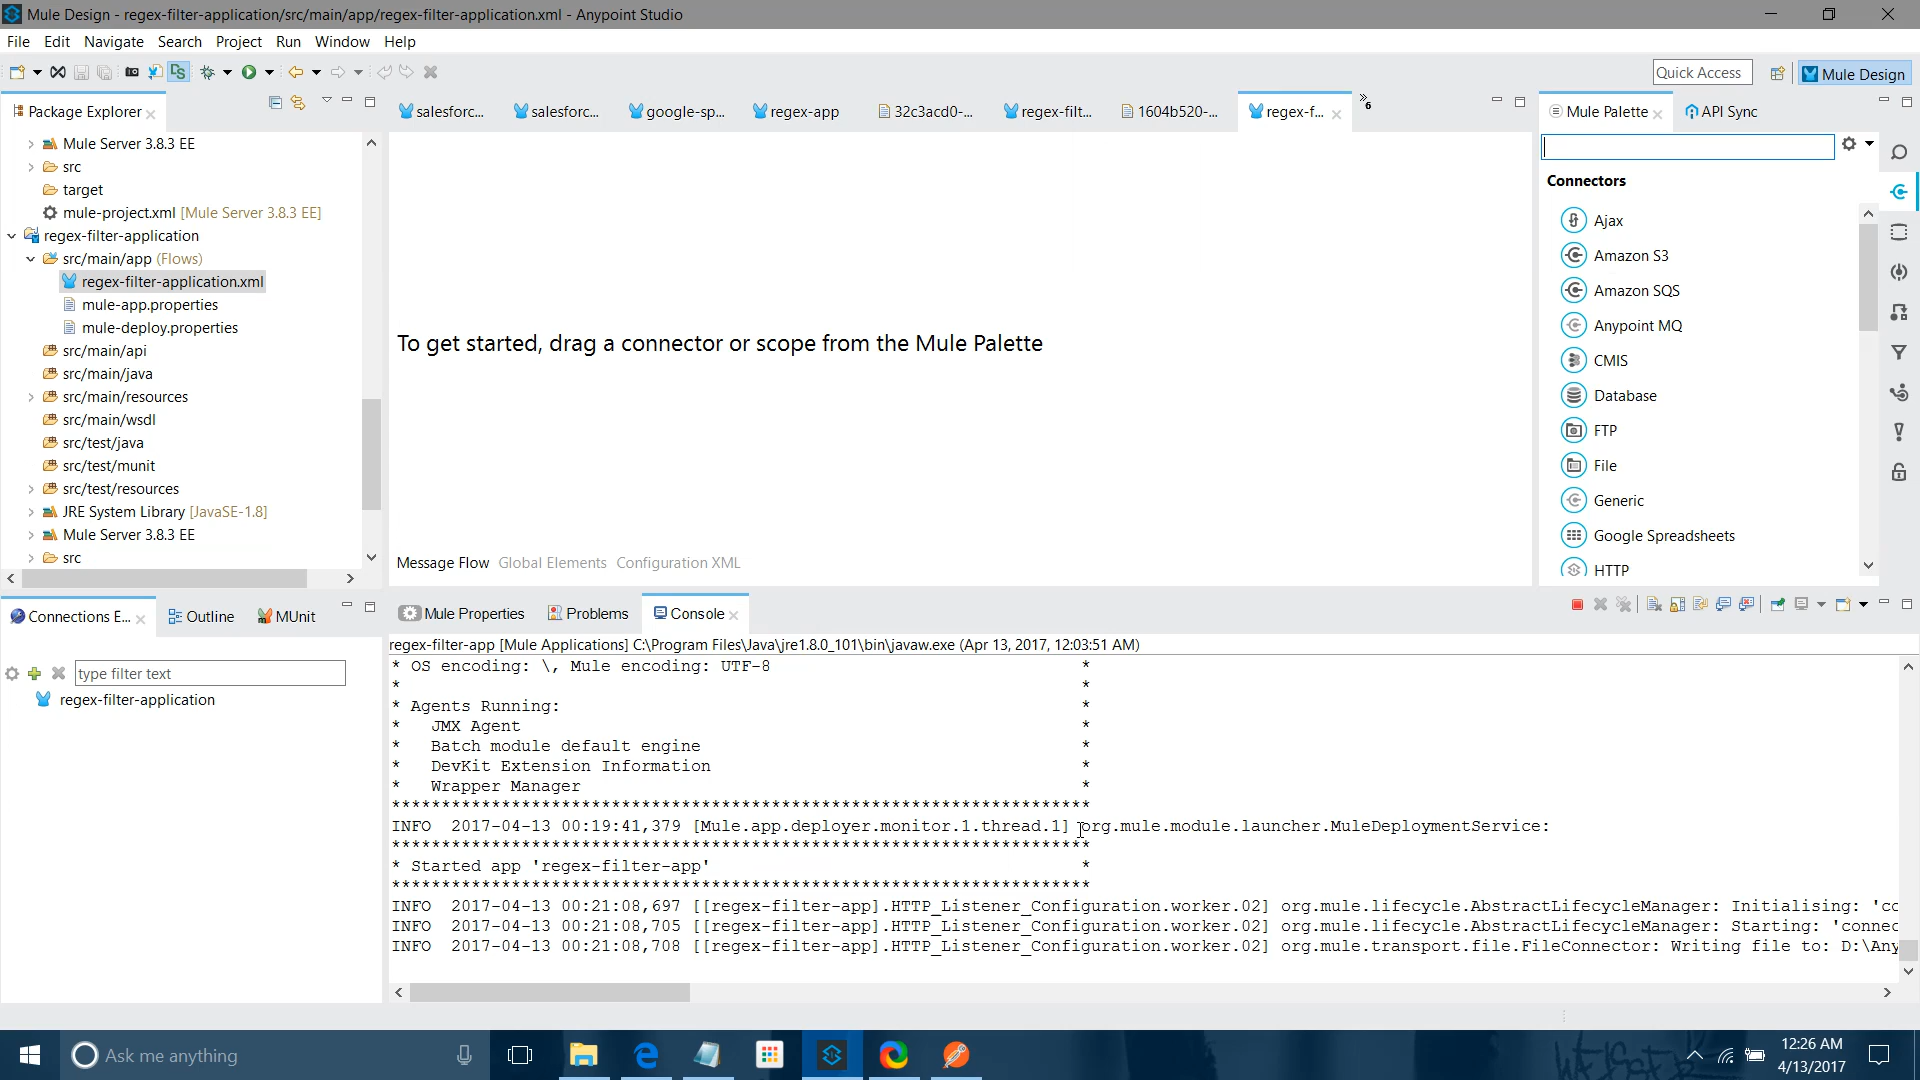 Mule Design - regex-filter-application/src/main/app/regex-filter-application.xml - Anypoint Studio
File Edit Navigate Search Project Run Window Help
Quick Access
Mule Design
Package Explorer
salesforc...
salesforc...
google-sp...
regex-app
32c3acd0-...
regex-filt...
1604b520-...
regex-f...
6
Mule Palette
API Sync
Mule Server 3.8.3 EE
src
target
mule-project.xml [Mule Server 3.8.3 EE]
regex-filter-application
src/main/app (Flows)
regex-filter-application.xml
mule-app.properties
mule-deploy.properties
src/main/api
src/main/java
src/main/resources
src/main/wsdl
src/test/java
src/test/munit
src/test/resources
JRE System Library [JavaSE-1.8]
Mule Server 3.8.3 EE
src
To get started, drag a connector or scope from the Mule Palette
Message Flow Global Elements Configuration XML
Connectors
Ajax
Amazon S3
Amazon SQS
Anypoint MQ
CMIS
Database
FTP
File
Generic
Google Spreadsheets
HTTP
Connections E...
Outline
MUnit
type filter text
regex-filter-application
Mule Properties
Problems
Console
regex-filter-app [Mule Applications] C:\Program Files\Java\jre1.8.0_101\bin\javaw.exe (Apr 13, 2017, 12:03:51 AM)
* OS encoding: \, Mule encoding: UTF-8 *
* *
* Agents Running: *
* JMX Agent *
* Batch module default engine *
* DevKit Extension Information *
* Wrapper Manager *
**********************************************************************
INFO 2017-04-13 00:19:41,379 [Mule.app.deployer.monitor.1.thread.1] org.mule.module.launcher.MuleDeploymentService:
**********************************************************************
* Started app 'regex-filter-app' *
**********************************************************************
INFO 2017-04-13 00:21:08,697 [[regex-filter-app].HTTP_Listener_Configuration.worker.02] org.mule.lifecycle.AbstractLifecycleManager: Initialising: 'co
INFO 2017-04-13 00:21:08,705 [[regex-filter-app].HTTP_Listener_Configuration.worker.02] org.mule.lifecycle.AbstractLifecycleManager: Starting: 'connec
INFO 2017-04-13 00:21:08,708 [[regex-filter-app].HTTP_Listener_Configuration.worker.02] org.mule.transport.file.FileConnector: Writing file to: D:\Any
Ask me anything
12:26 AM
4/13/2017